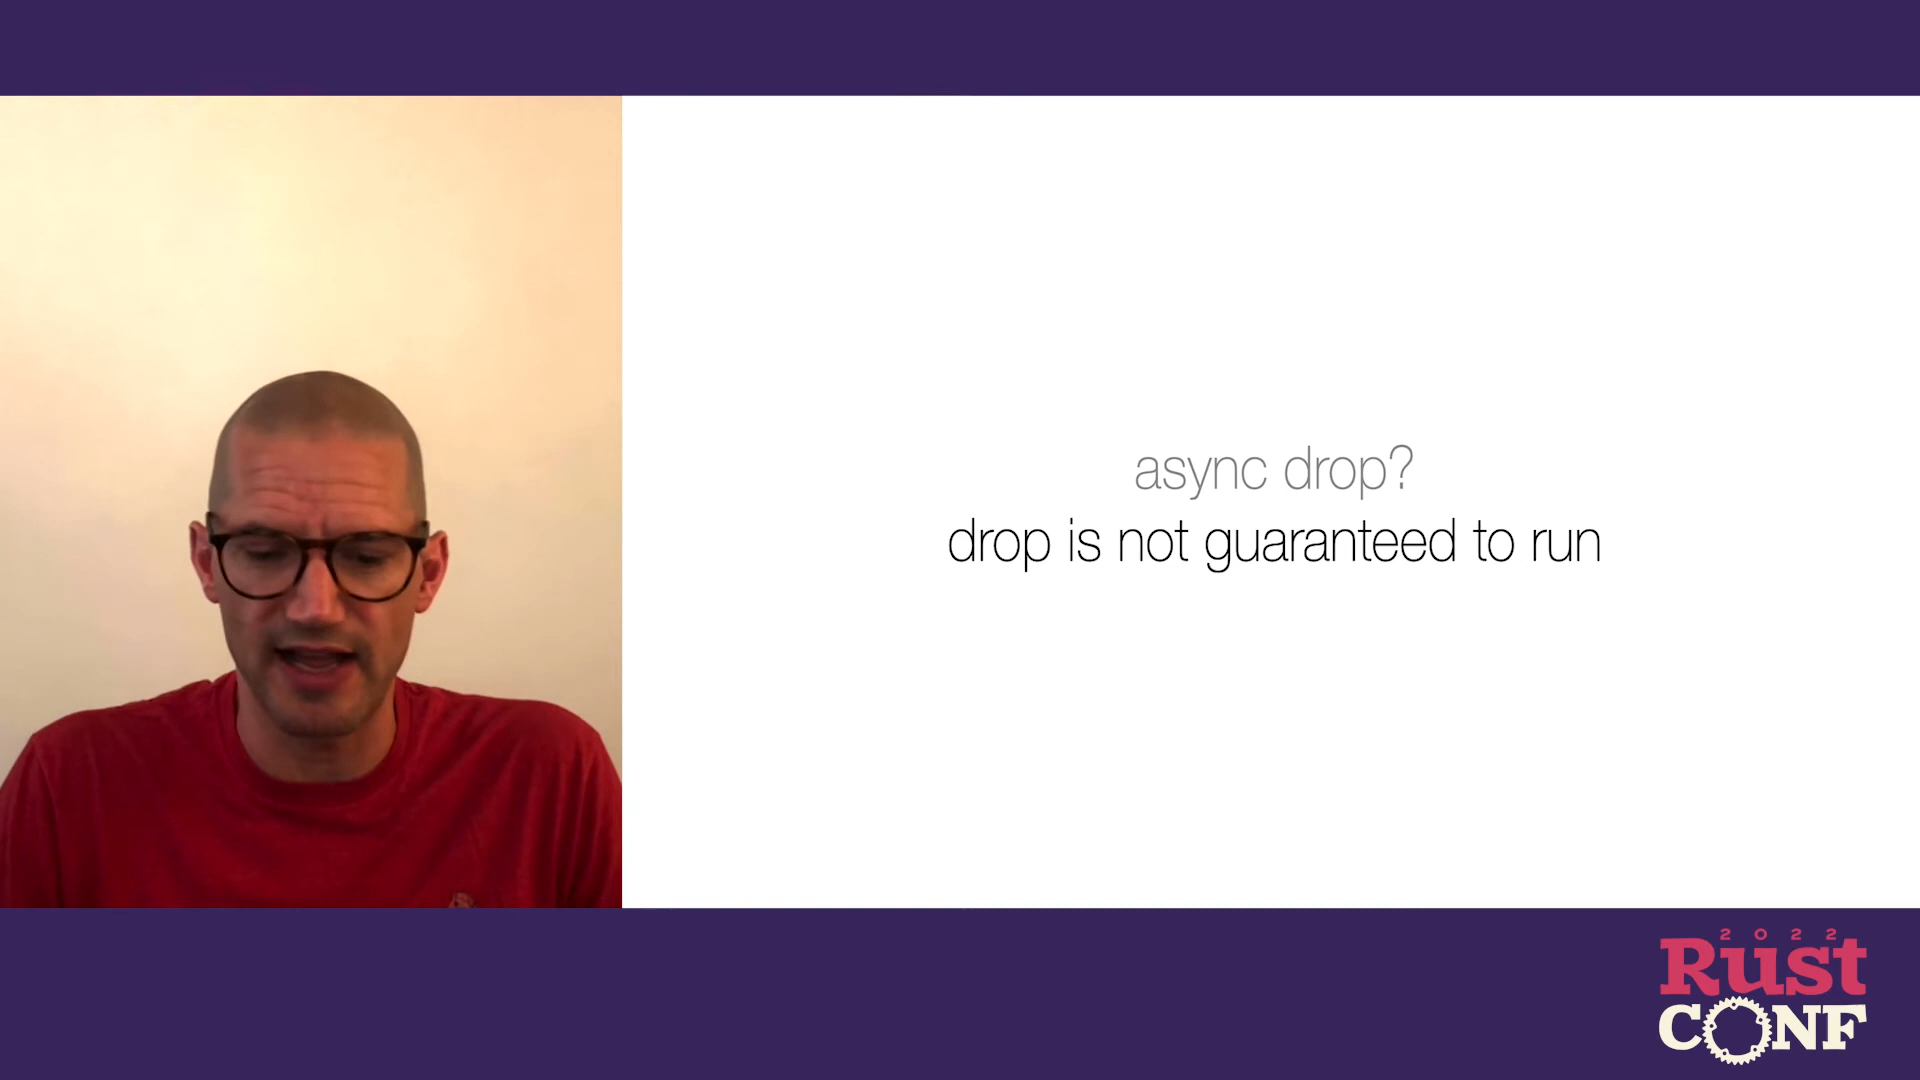 async drop?
drop is not guaranteed to run
2022
Rust
CONF